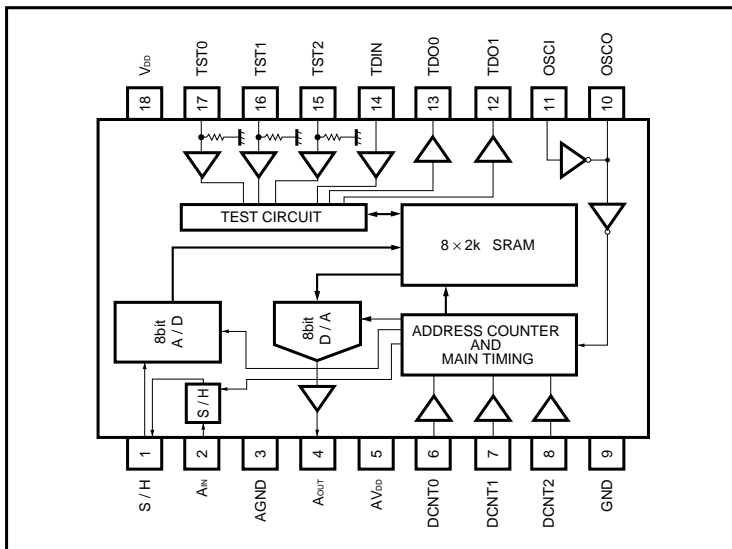 VDD
TST0
TST1
TST2
TDIN
TDO0
TDO1
OSCI
OSCO
18
17
16
15
14
13
12
11
10
TEST CIRCUIT
8 × 2k SRAM
8bit
A / D
8bit
D / A
ADDRESS COUNTER
AND
MAIN TIMING
S / H
1
2
3
4
5
6
7
8
9
S / H
AIN
AGND
AOUT
AVDD
DCNT0
DCNT1
DCNT2
GND